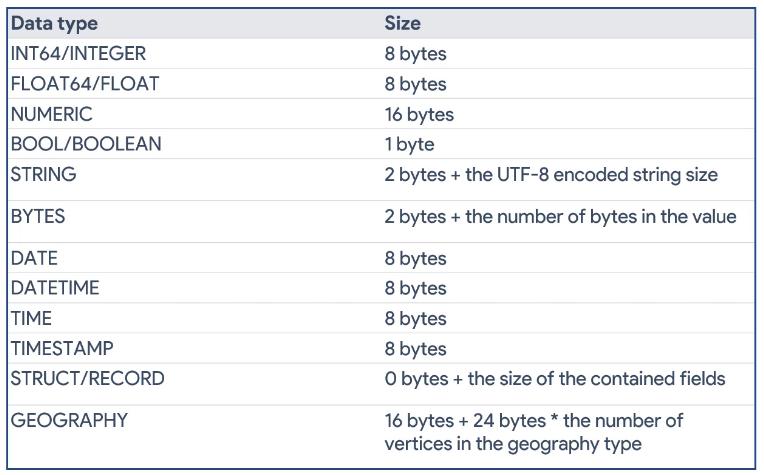 Data type Size
INT64/INTEGER 8 bytes
FLOAT64/FLOAT 8 bytes
NUMERIC 16 bytes
BOOL/BOOLEAN 1 byte
STRING 2 bytes + the UTF-8 encoded string size
BYTES 2 bytes + the number of bytes in the value
DATE 8 bytes
DATETIME 8 bytes
TIME 8 bytes
TIMESTAMP 8 bytes
STRUCT/RECORD 0 bytes + the size of the contained fields
GEOGRAPHY 16 bytes + 24 bytes * the number of
vertices in the geography type